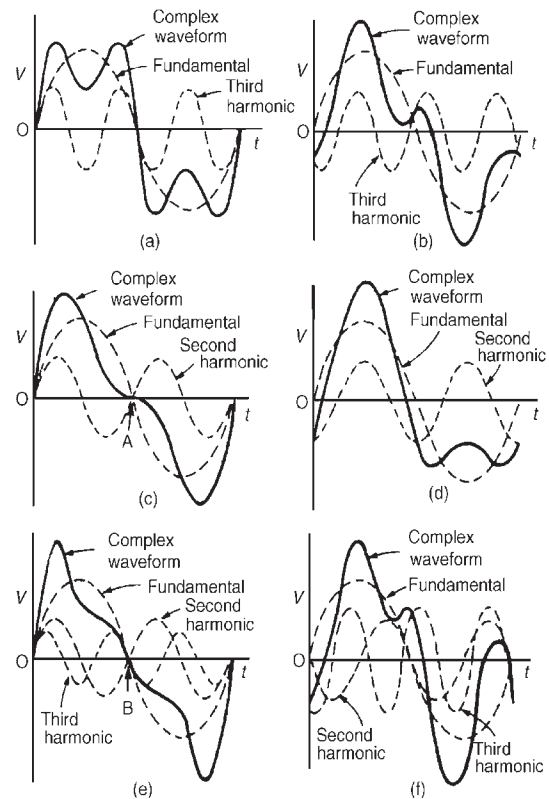 Complex
waveform
V
Fundamental
Third
harmonic
O
t
(a)
Complex
waveform
V
Fundamental
O
t
Third
harmonic
(b)
Complex
waveform
V
Fundamental
Second
harmonic
O
t
A
(c)
Complex
waveform
V
Fundamental
Second
harmonic
O
t
(d)
Complex
waveform
V
Fundamental
Second
harmonic
O
t
Third
harmonic
B
(e)
Complex
waveform
V
Fundamental
O
t
Second
harmonic
Third
harmonic
(f)